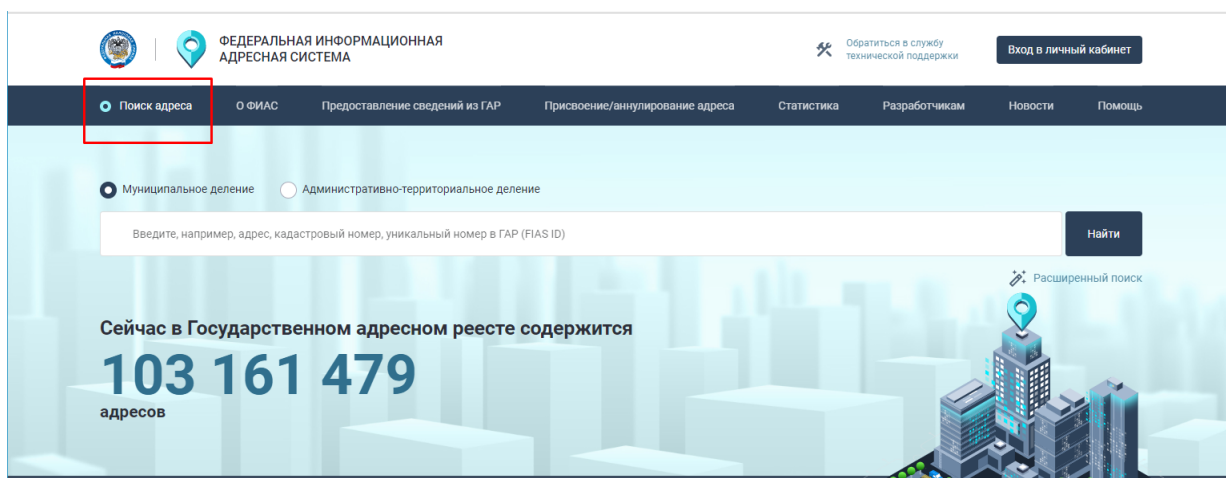 ФЕДЕРАЛЬНАЯ ИНФОРМАЦИОННАЯ
АДРЕСНАЯ СИСТЕМА
Обратиться в службу
технической поддержки
Вход в личный кабинет
Поиск адреса
О ФИАС
Предоставление сведений из ГАР
Присвоение/аннулирование адреса
Статистика
Разработчикам
Новости
Помощь
Муниципальное деление
Административно-территориальное деление
Введите, например, адрес, кадастровый номер, уникальный номер в ГАР (FIAS ID)
Найти
Расширенный поиск
Сейчас в Государственном адресном реесте содержится
103 161 479
адресов